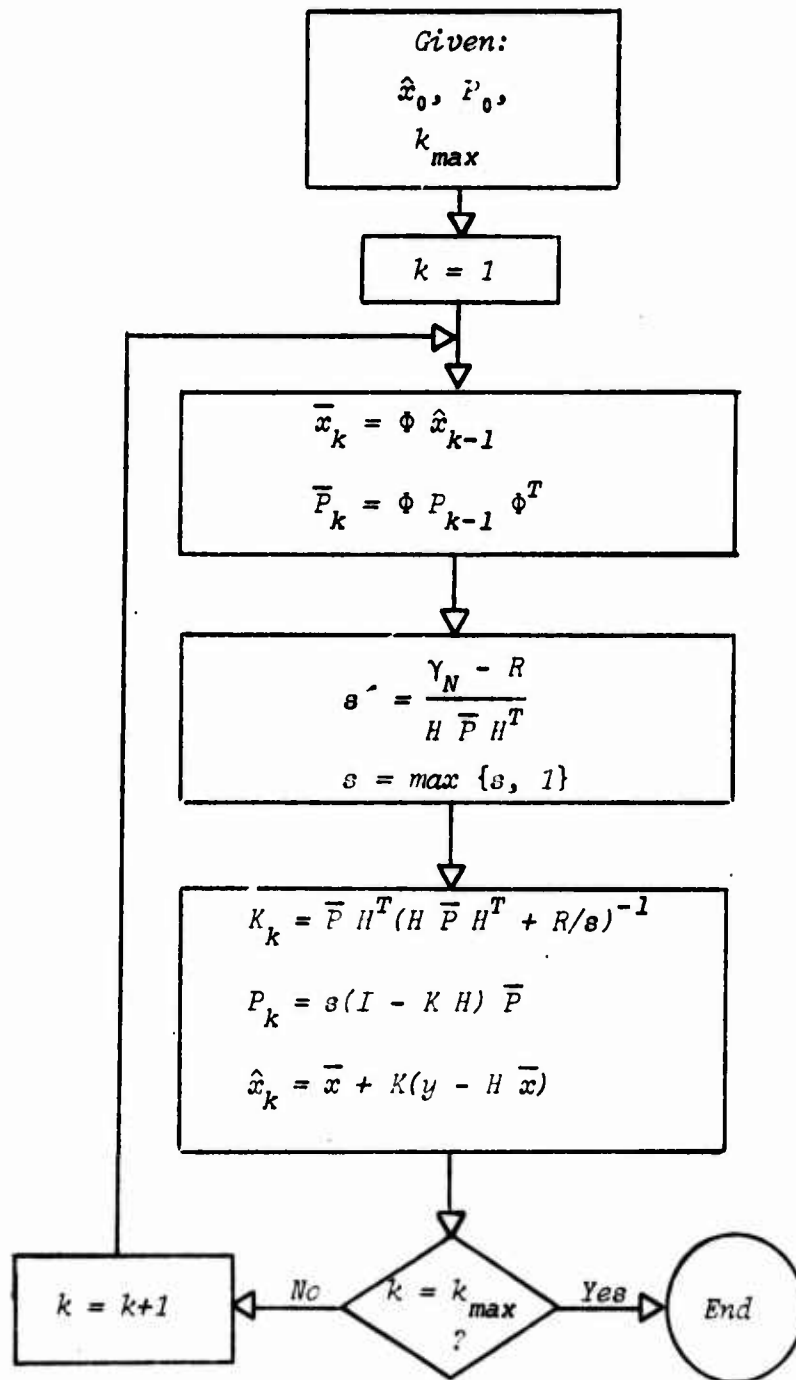 Given:
x̂₀, P₀,
k_max
k = 1
x̄_k = Φ x̂_{k-1}
P̄_k = Φ P_{k-1} Φ^T
s′ = (γ_N - R) / (H P̄ H^T)
s = max {s, 1}
K_k = P̄ H^T(H P̄ H^T + R/s)^{-1}
P_k = s(I - K H) P̄
x̂_k = x̄ + K(y - H x̄)
k = k_max
?
No
Yes
k = k+1
End